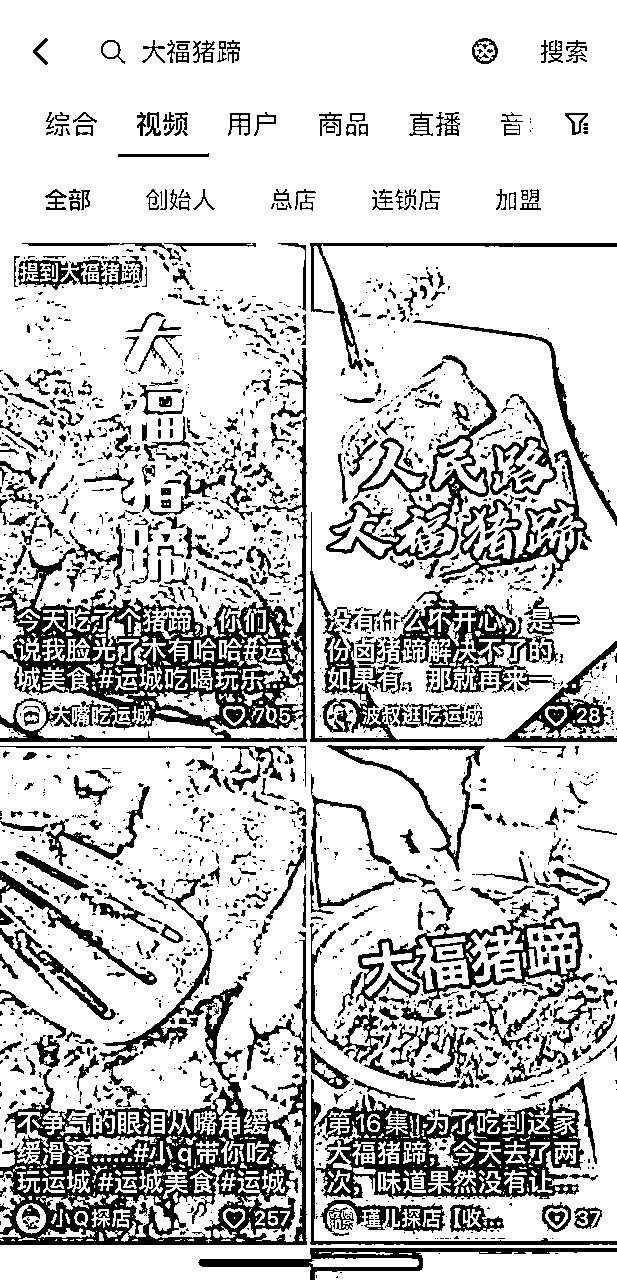 大福猪蹄
搜索
综合 视频 用户 商品 直播 音
全部 创始人 总店 连锁店 加盟
提到大福猪蹄
大福猪蹄
今天吃了个猪蹄，你们
说我脸光了木有哈哈#运
城美食 #运城吃喝玩乐...
大嘴吃运城 705
人民路
大福猪蹄
没有什么不开心，是一
份卤猪蹄解决不了的，
如果有，那就再来一...
波叔逛吃运城 28
不争气的眼泪从嘴角缓
缓滑落......#小q带你吃
玩运城 #运城美食 #运城
小Q探店 257
大福猪蹄
第16集||为了吃到这家
大福猪蹄，今天去了两
次，味道果然没有让...
瑾儿探店【收... 37